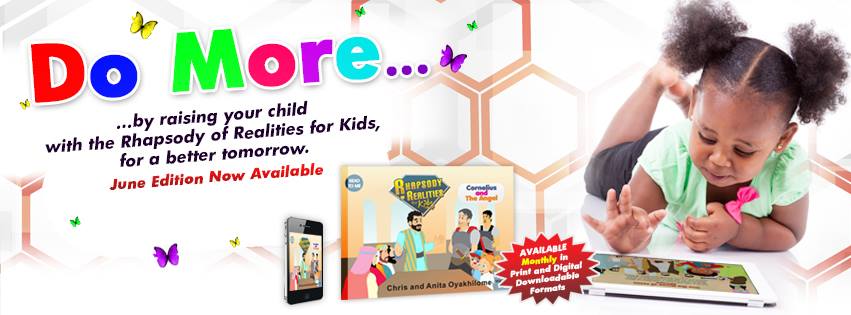 Do More...
...by raising your child
with the Rhapsody of Realities for Kids,
for a better tomorrow.
June Edition Now Available
READ
TO ME
RHAPSODY
OF REALITIES
for Kids
Cornelius
and
The Angel
Chris and Anita Oyakhilome
AVAILABLE
Monthly in
Print and Digital
Downloadable
Formats